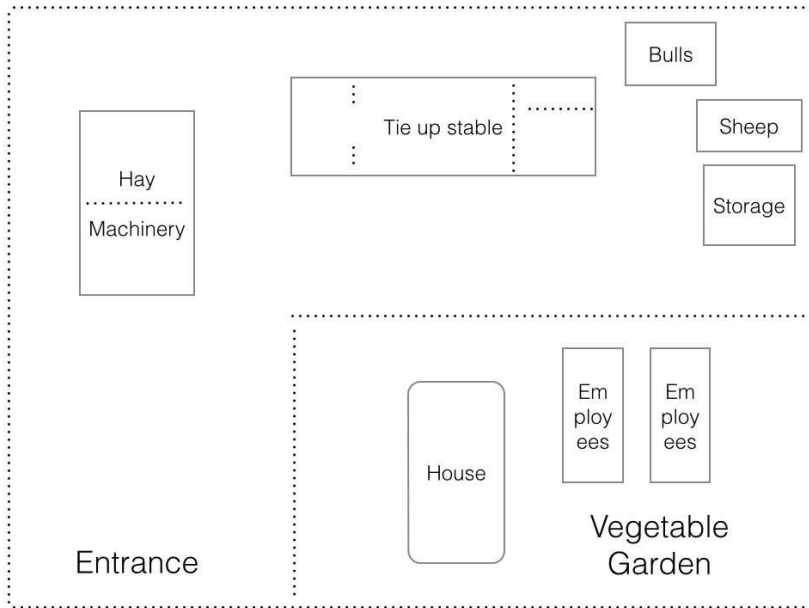 Bulls
Tie up stable
Sheep
Hay
Machinery
Storage
Em
ploy
ees
Em
ploy
ees
House
Vegetable
Garden
Entrance